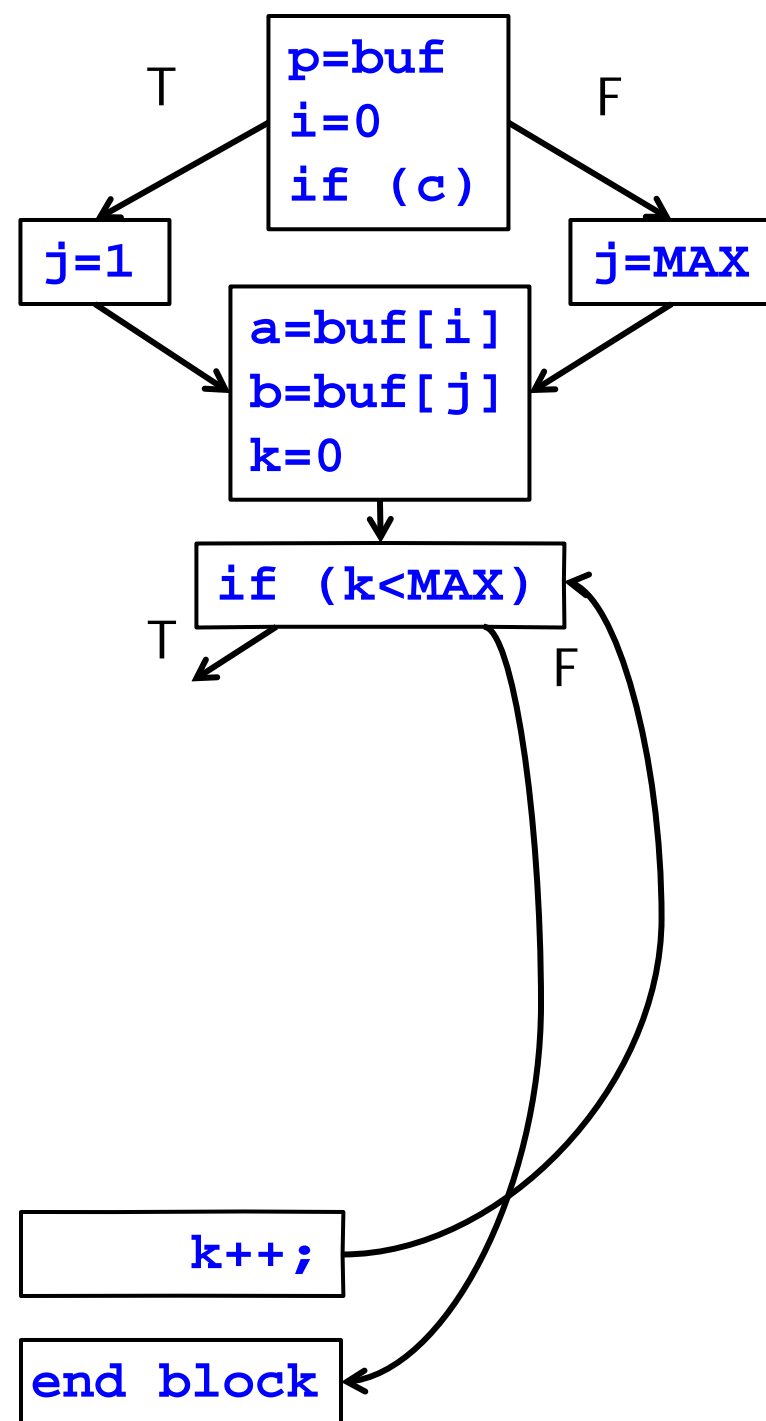 p=buf
i=0
if (c)
T
F
j=1
j=MAX
a=buf[i]
b=buf[j]
k=0
if (k<MAX)
T
F
k++;
end block